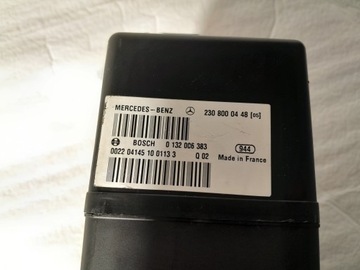 MERCEDES-BENZ 230 800 04 48 [05]
BOSCH 0 132 006 383
0022 04145 10 0113 3 Q 02
944
Made in France